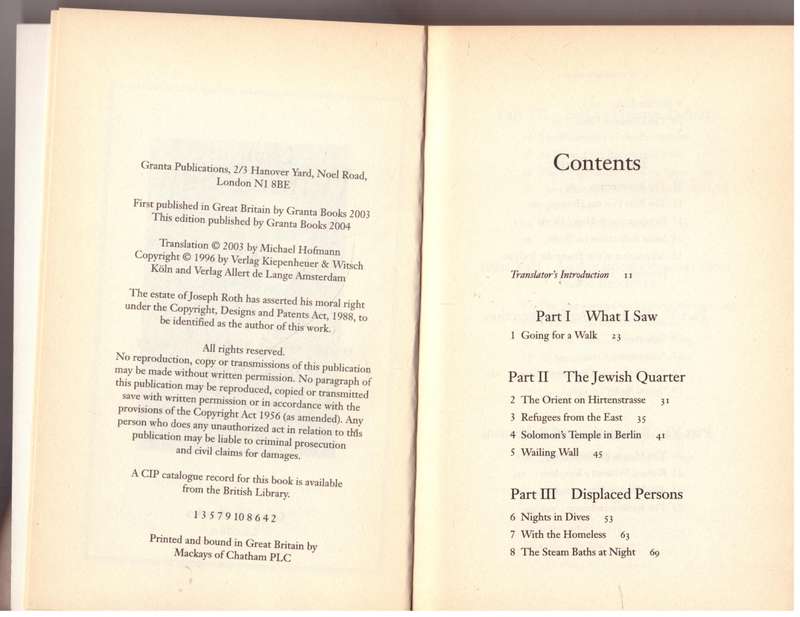 Granta Publications, 2/3 Hanover Yard, Noel Road,
London N1 8BE
First published in Great Britain by Granta Books 2003
This edition published by Granta Books 2004
Translation © 2003 by Michael Hofmann
Copyright © 1996 by Verlag Kiepenheuer & Witsch
Köln and Verlag Allert de Lange Amsterdam
The estate of Joseph Roth has asserted his moral right
under the Copyright, Designs and Patents Act, 1988, to
be identified as the author of this work.
All rights reserved.
No reproduction, copy or transmissions of this publication
may be made without written permission. No paragraph of
this publication may be reproduced, copied or transmitted
save with written permission or in accordance with the
provisions of the Copyright Act 1956 (as amended). Any
person who does any unauthorized act in relation to this
publication may be liable to criminal prosecution
and civil claims for damages.
A CIP catalogue record for this book is available
from the British Library.
1 3 5 7 9 10 8 6 4 2
Printed and bound in Great Britain by
Mackays of Chatham PLC
Contents
Translator's Introduction 11
Part I What I Saw
1 Going for a Walk 23
Part II The Jewish Quarter
2 The Orient on Hirtenstrasse 31
3 Refugees from the East 35
4 Solomon's Temple in Berlin 41
5 Wailing Wall 45
Part III Displaced Persons
6 Nights in Dives 53
7 With the Homeless 63
8 The Steam Baths at Night 69